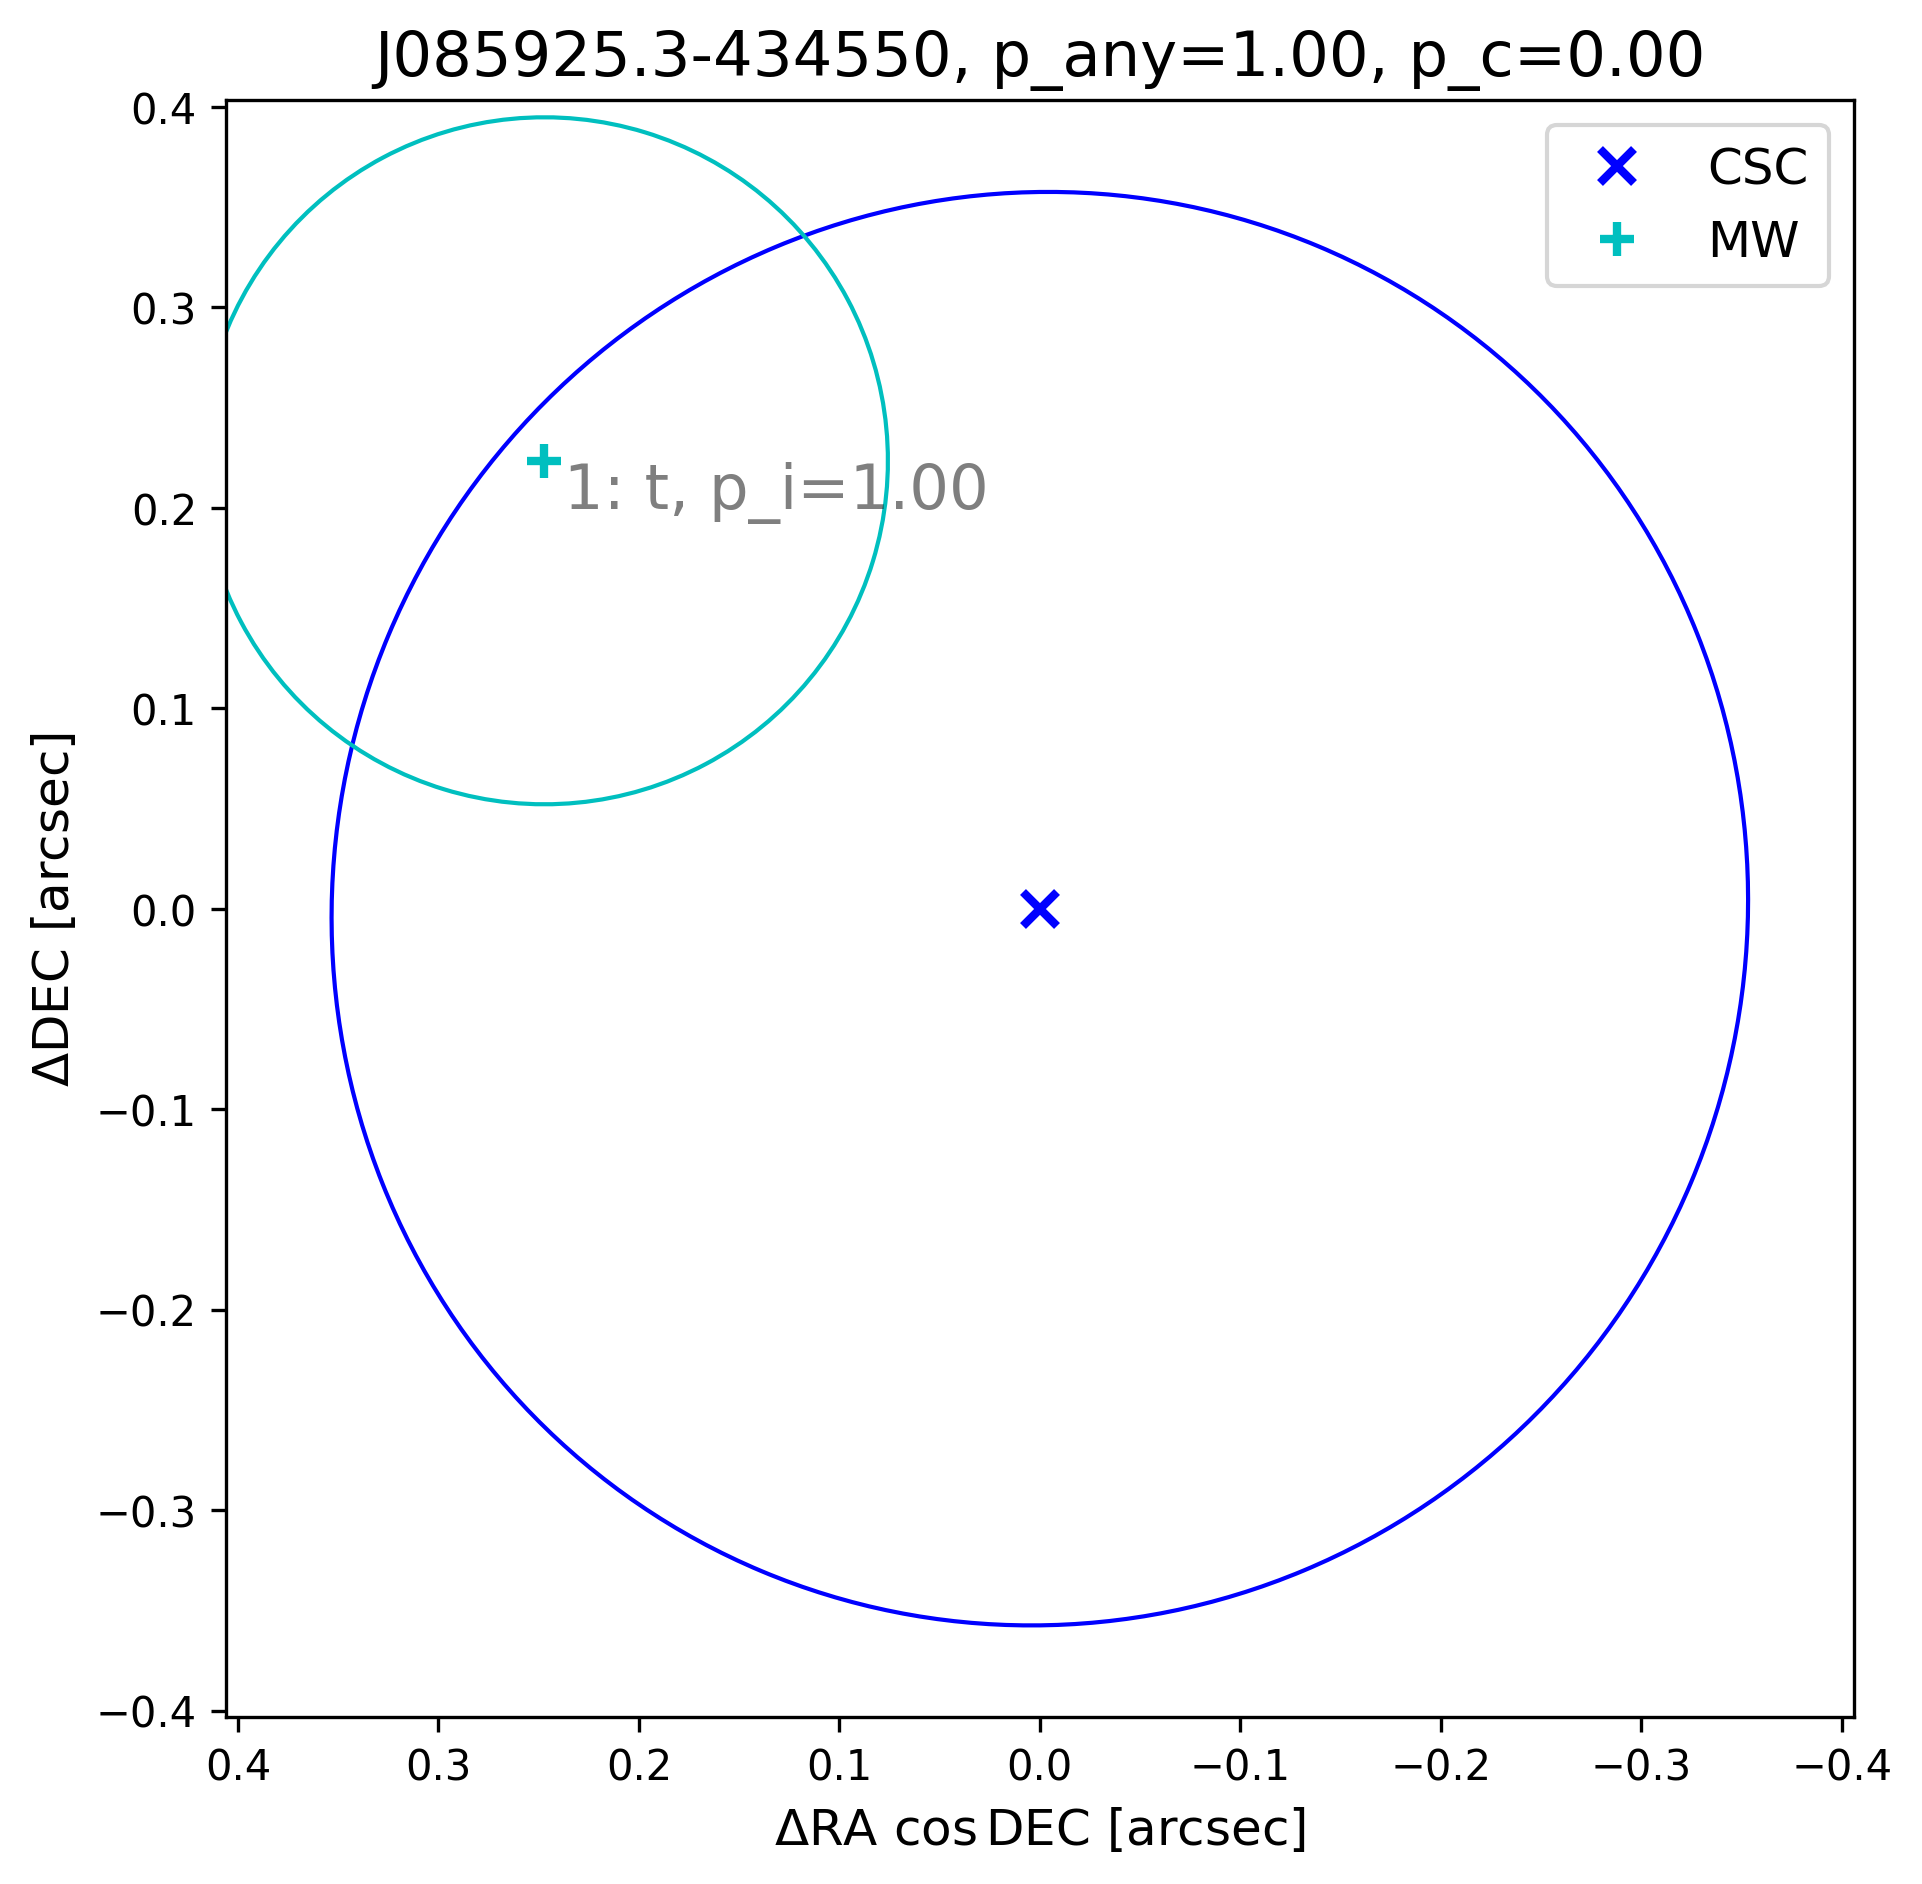 J085925.3-434550, p_any=1.00, p_c=0.00
CSC
MW
1: t, p_i=1.00
ΔDEC [arcsec]
0.4
0.3
0.2
0.1
0.0
−0.1
−0.2
−0.3
−0.4
0.4 0.3 0.2 0.1 0.0 −0.1 −0.2 −0.3 −0.4
ΔRA cos DEC [arcsec]